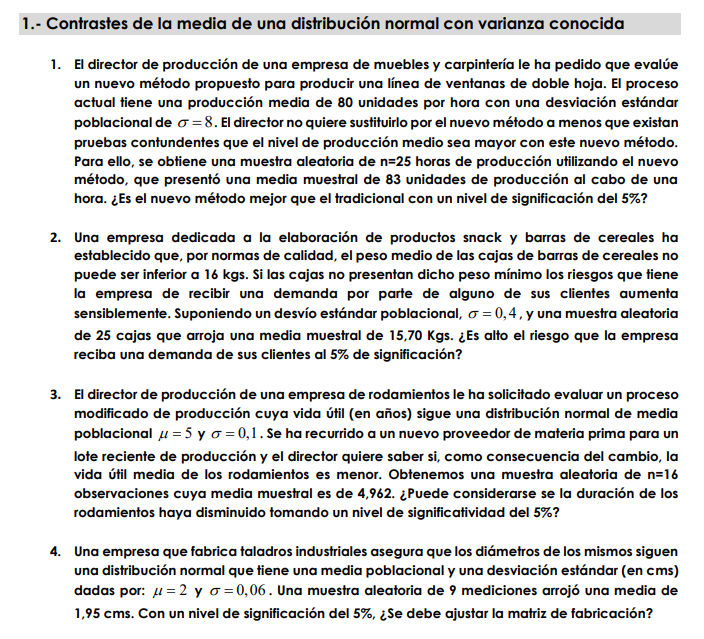 1.- Contrastes de la media de una distribución normal con varianza conocida
1. El director de producción de una empresa de muebles y carpintería le ha pedido que evalúe
un nuevo método propuesto para producir una línea de ventanas de doble hoja. El proceso
actual tiene una producción media de 80 unidades por hora con una desviación estándar
poblacional de σ = 8. El director no quiere sustituirlo por el nuevo método a menos que existan
pruebas contundentes que el nivel de producción medio sea mayor con este nuevo método.
Para ello, se obtiene una muestra aleatoria de n=25 horas de producción utilizando el nuevo
método, que presentó una media muestral de 83 unidades de producción al cabo de una
hora. ¿Es el nuevo método mejor que el tradicional con un nivel de significación del 5%?
2. Una empresa dedicada a la elaboración de productos snack y barras de cereales ha
establecido que, por normas de calidad, el peso medio de las cajas de barras de cereales no
puede ser inferior a 16 kgs. Si las cajas no presentan dicho peso mínimo los riesgos que tiene
la empresa de recibir una demanda por parte de alguno de sus clientes aumenta
sensiblemente. Suponiendo un desvío estándar poblacional, σ = 0,4, y una muestra aleatoria
de 25 cajas que arroja una media muestral de 15,70 Kgs. ¿Es alto el riesgo que la empresa
reciba una demanda de sus clientes al 5% de significación?
3. El director de producción de una empresa de rodamientos le ha solicitado evaluar un proceso
modificado de producción cuya vida útil (en años) sigue una distribución normal de media
poblacional μ = 5 y σ = 0,1. Se ha recurrido a un nuevo proveedor de materia prima para un
lote reciente de producción y el director quiere saber si, como consecuencia del cambio, la
vida útil media de los rodamientos es menor. Obtenemos una muestra aleatoria de n=16
observaciones cuya media muestral es de 4,962. ¿Puede considerarse se la duración de los
rodamientos haya disminuido tomando un nivel de significatividad del 5%?
4. Una empresa que fabrica taladros industriales asegura que los diámetros de los mismos siguen
una distribución normal que tiene una media poblacional y una desviación estándar (en cms)
dadas por: μ = 2 y σ = 0,06. Una muestra aleatoria de 9 mediciones arrojó una media de
1,95 cms. Con un nivel de significación del 5%, ¿Se debe ajustar la matriz de fabricación?